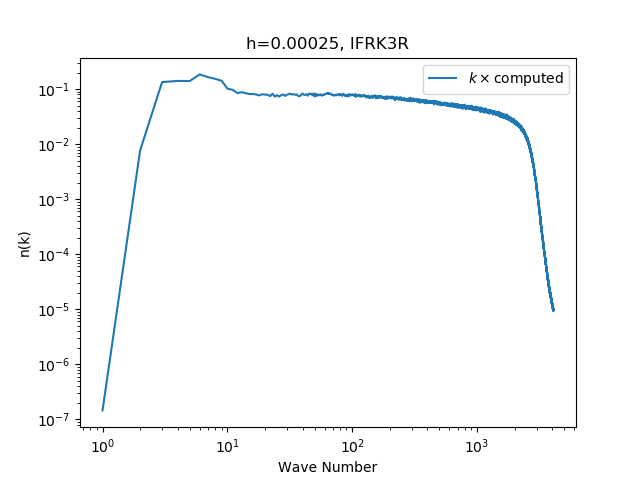 h=0.00025, IFRK3R
k × computed
n(k)
10⁻¹
10⁻²
10⁻³
10⁻⁴
10⁻⁵
10⁻⁶
10⁻⁷
10⁰ 10¹ 10² 10³
Wave Number